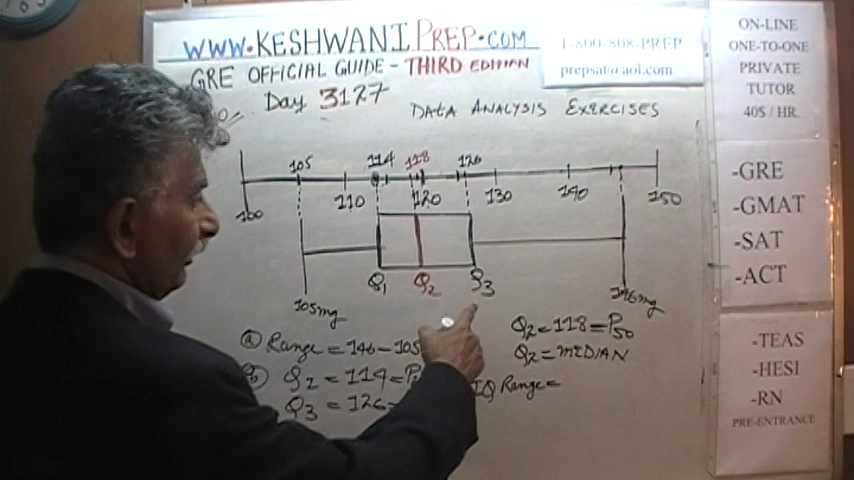 WWW.KESHWANIPREP.COM
GRE OFFICIAL GUIDE - THIRD EDITION
1-800-808-PREP
prepsat@aol.com
Day 3127
DATA ANALYSIS EXERCISES
105 114 118 126
100 110 120 130 140 150
Q1 Q2 Q3
105mg 146mg
(a) Range = 146 - 105
(b) Q2 = 114 = P
Q3 = 126 =
Q2 = 118 = P50
Q2 = MEDIAN
IQ Range =
ON-LINE
ONE-TO-ONE
PRIVATE
TUTOR
40$ / HR.
-GRE
-GMAT
-SAT
-ACT
-TEAS
-HESI
-RN
PRE-ENTRANCE